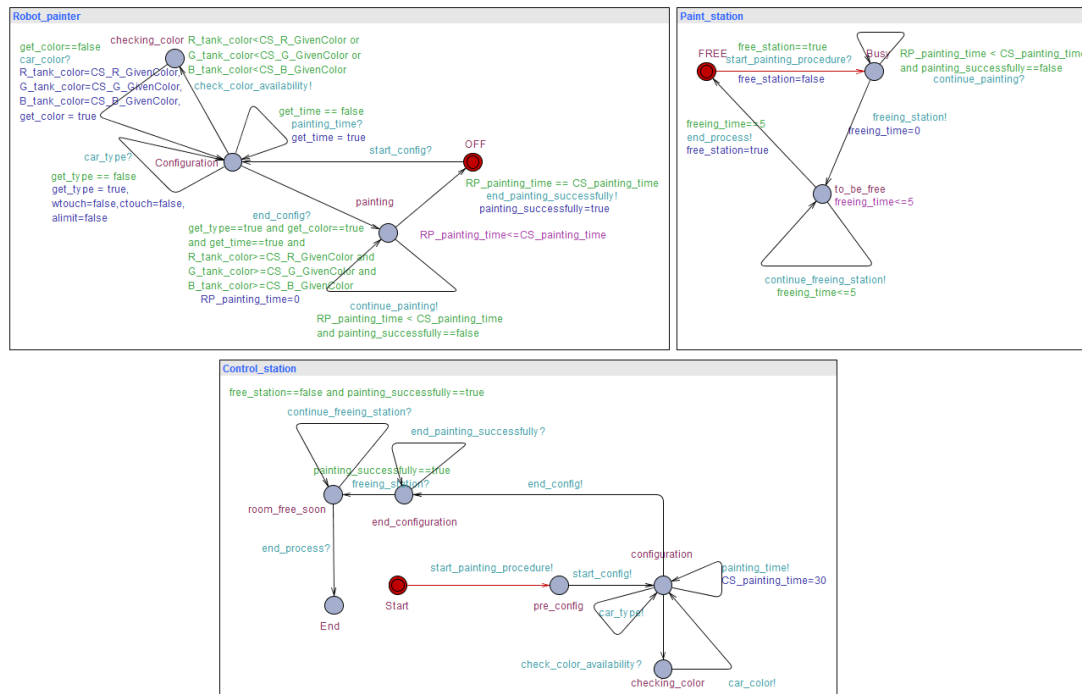 Robot_painter
checking_color
get_color==false
car_color?
R_tank_color=CS_R_GivenColor,
G_tank_color=CS_G_GivenColor,
B_tank_color=CS_B_GivenColor,
get_color = true
R_tank_color<CS_R_GivenColor or
G_tank_color<CS_G_GivenColor or
B_tank_color<CS_B_GivenColor
check_color_availability!
get_time == false
painting_time?
get_time = true
car_type?
Configuration
get_type == false
get_type = true,
wtouch=false,ctouch=false,
alimit=false
start_config?
OFF
RP_painting_time == CS_painting_time
end_painting_successfully!
painting_successfully=true
painting
RP_painting_time<=CS_painting_time
end_config?
get_type==true and get_color==true
and get_time==true and
R_tank_color>=CS_R_GivenColor and
G_tank_color>=CS_G_GivenColor and
B_tank_color>=CS_B_GivenColor
RP_painting_time=0
continue_painting!
RP_painting_time < CS_painting_time
and painting_successfully==false
Paint_station
FREE
free_station==true
start_painting_procedure?
free_station=false
Busy
RP_painting_time < CS_painting_time
and painting_successfully==false
continue_painting?
freeing_station!
freeing_time=0
freeing_time==5
end_process!
free_station=true
to_be_free
freeing_time<=5
continue_freeing_station!
freeing_time<=5
Control_station
free_station==false and painting_successfully==true
continue_freeing_station?
end_painting_successfully?
painting_successfully==true
freeing_station?
end_config!
room_free_soon
end_configuration
end_process?
End
start_painting_procedure!
Start
start_config!
pre_config
configuration
painting_time!
CS_painting_time=30
car_type!
check_color_availability?
checking_color
car_color!